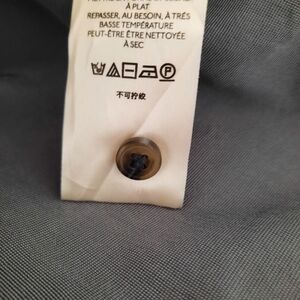 À PLAT
REPASSER, AU BESOIN, À TRÈS
BASSE TEMPÉRATURE
PEUT-ÊTRE ÊTRE NETTOYÉE
À SEC
不可拧绞